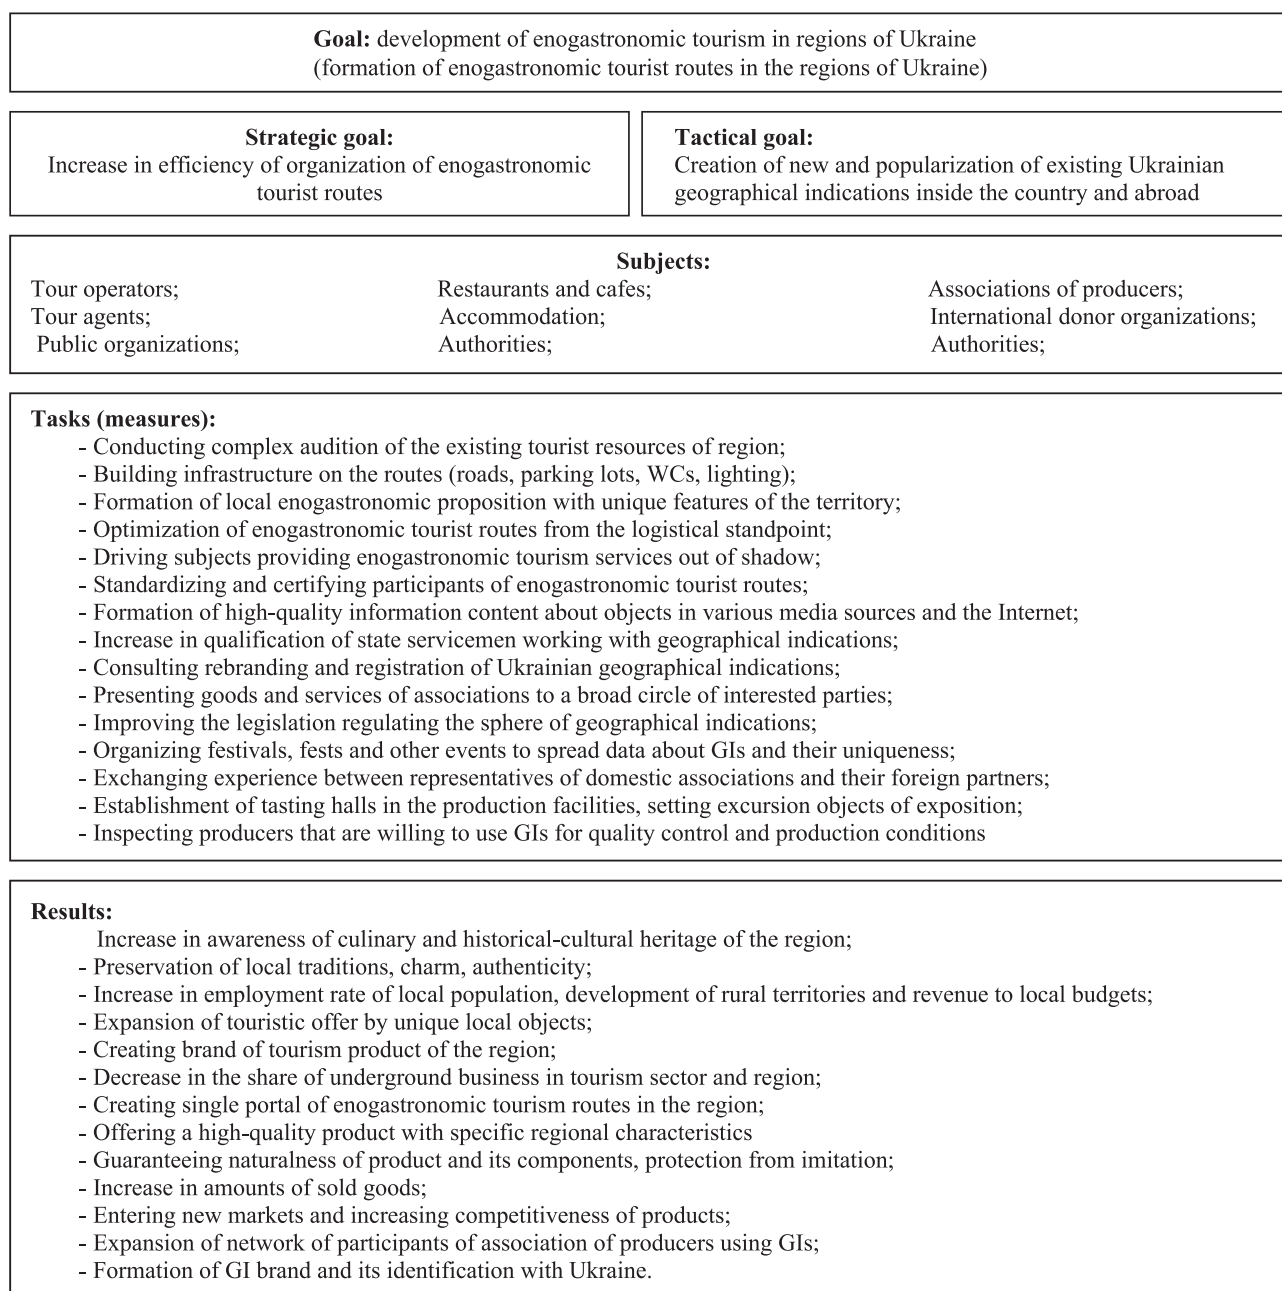 Goal: development of enogastronomic tourism in regions of Ukraine
(formation of enogastronomic tourist routes in the regions of Ukraine)
Strategic goal:
Increase in efficiency of organization of enogastronomic
tourist routes
Tactical goal:
Creation of new and popularization of existing Ukrainian
geographical indications inside the country and abroad
Subjects:
Tour operators;
Tour agents;
Public organizations;
Restaurants and cafes;
Accommodation;
Authorities;
Associations of producers;
International donor organizations;
Authorities;
Tasks (measures):
- Conducting complex audition of the existing tourist resources of region;
- Building infrastructure on the routes (roads, parking lots, WCs, lighting);
- Formation of local enogastronomic proposition with unique features of the territory;
- Optimization of enogastronomic tourist routes from the logistical standpoint;
- Driving subjects providing enogastronomic tourism services out of shadow;
- Standardizing and certifying participants of enogastronomic tourist routes;
- Formation of high-quality information content about objects in various media sources and the Internet;
- Increase in qualification of state servicemen working with geographical indications;
- Consulting rebranding and registration of Ukrainian geographical indications;
- Presenting goods and services of associations to a broad circle of interested parties;
- Improving the legislation regulating the sphere of geographical indications;
- Organizing festivals, fests and other events to spread data about GIs and their uniqueness;
- Exchanging experience between representatives of domestic associations and their foreign partners;
- Establishment of tasting halls in the production facilities, setting excursion objects of exposition;
- Inspecting producers that are willing to use GIs for quality control and production conditions
Results:
Increase in awareness of culinary and historical-cultural heritage of the region;
- Preservation of local traditions, charm, authenticity;
- Increase in employment rate of local population, development of rural territories and revenue to local budgets;
- Expansion of touristic offer by unique local objects;
- Creating brand of tourism product of the region;
- Decrease in the share of underground business in tourism sector and region;
- Creating single portal of enogastronomic tourism routes in the region;
- Offering a high-quality product with specific regional characteristics
- Guaranteeing naturalness of product and its components, protection from imitation;
- Increase in amounts of sold goods;
- Entering new markets and increasing competitiveness of products;
- Expansion of network of participants of association of producers using GIs;
- Formation of GI brand and its identification with Ukraine.